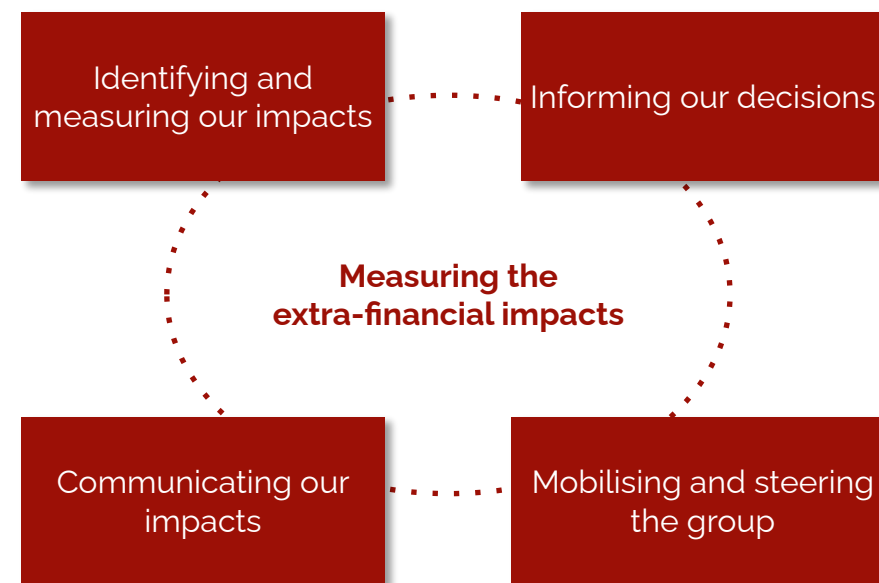 Identifying and
measuring our impacts
Informing our decisions
Measuring the
extra-financial impacts
Communicating our
impacts
Mobilising and steering
the group